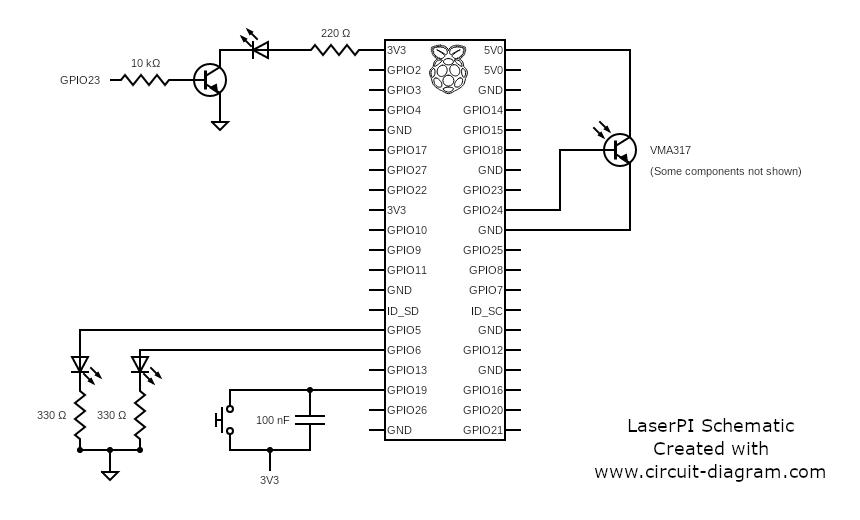 220 Ω
10 kΩ
GPIO23
3V3
GPIO2
GPIO3
GPIO4
GND
GPIO17
GPIO27
GPIO22
3V3
GPIO10
GPIO9
GPIO11
GND
ID_SD
GPIO5
GPIO6
GPIO13
GPIO19
GPIO26
GND
5V0
5V0
GND
GPIO14
GPIO15
GPIO18
GND
GPIO23
GPIO24
GND
GPIO25
GPIO8
GPIO7
ID_SC
GND
GPIO12
GND
GPIO16
GPIO20
GPIO21
VMA317
(Some components not shown)
330 Ω
330 Ω
100 nF
3V3
LaserPI Schematic
Created with
www.circuit-diagram.com